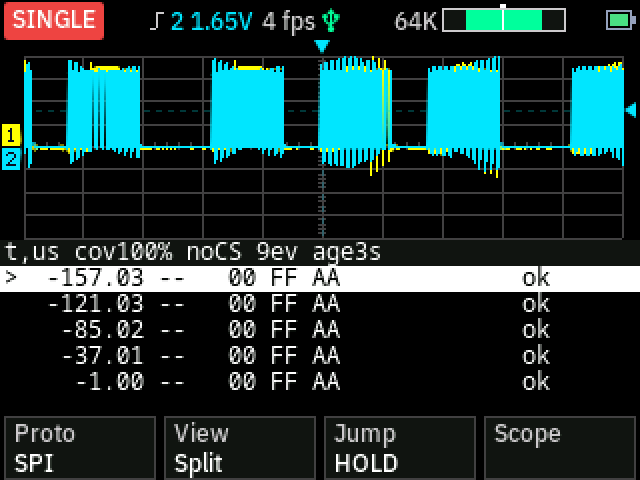 SINGLE 2 1.65V 4 fps 64K
1
2
t,us cov100% noCS 9ev age3s
> -157.03 -- 00 FF AA ok
-121.03 -- 00 FF AA ok
-85.02 -- 00 FF AA ok
-37.01 -- 00 FF AA ok
-1.00 -- 00 FF AA ok
Proto View Jump Scope
SPI Split HOLD